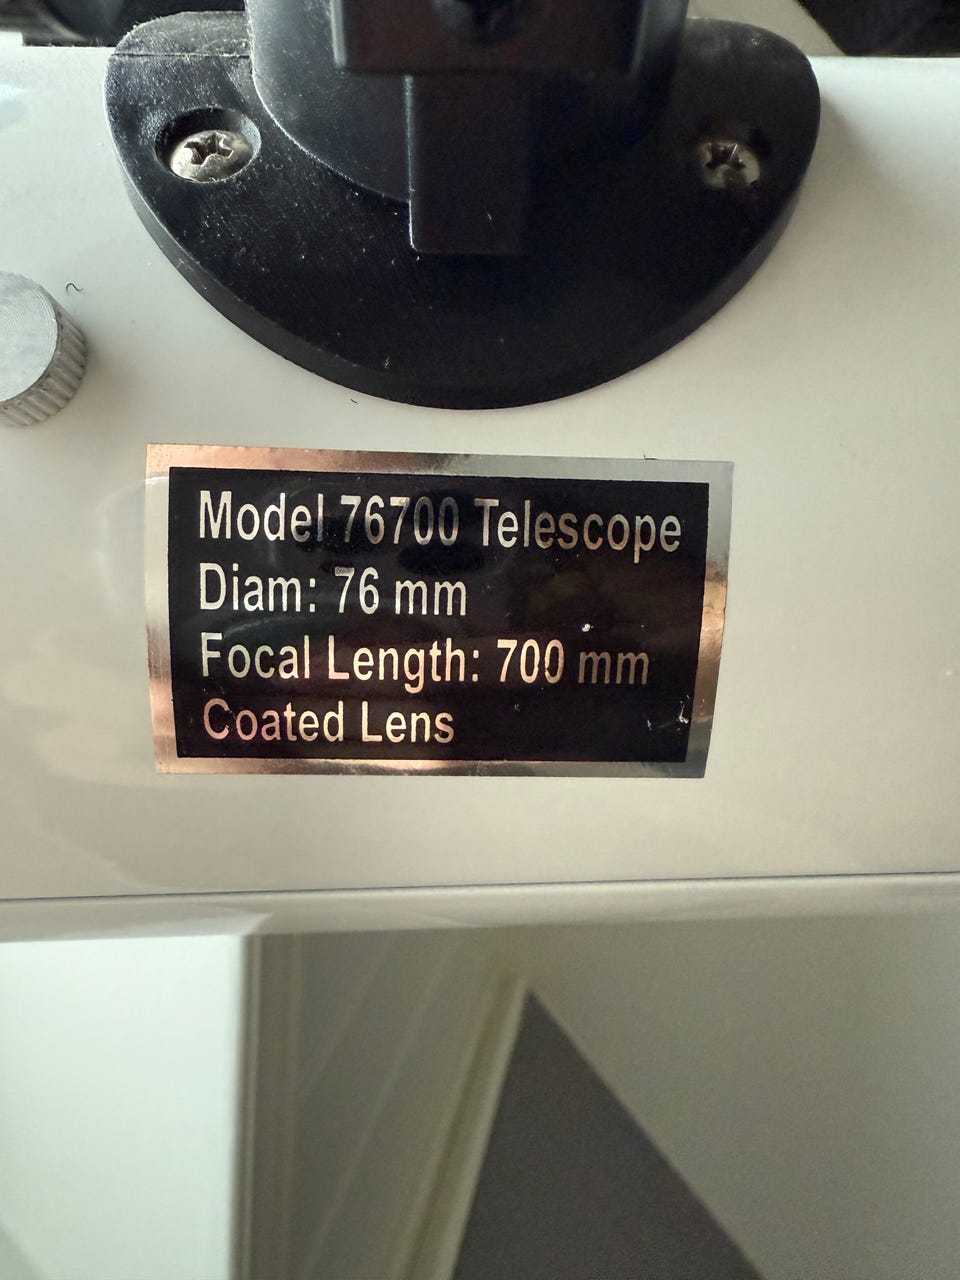 Model 76700 Telescope
Diam: 76 mm
Focal Length: 700 mm
Coated Lens